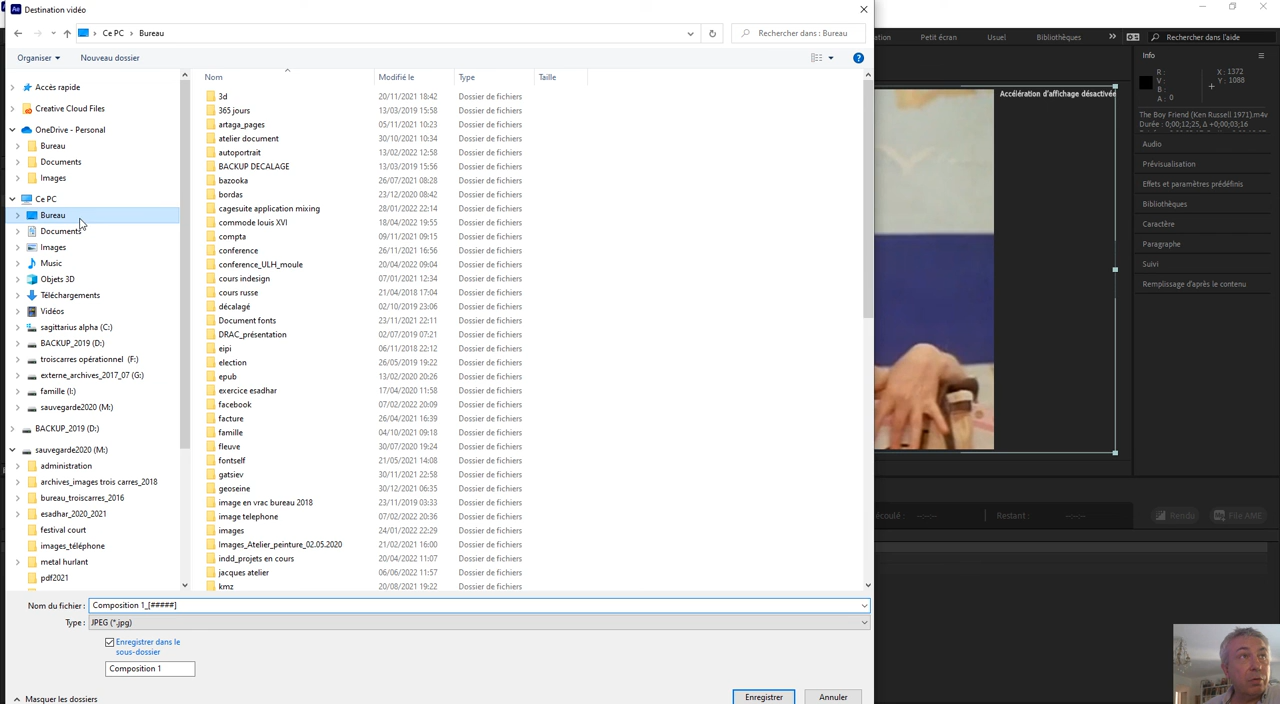 Destination vidéo
Ce PC
Bureau
Rechercher dans : Bureau
Petit écran
Usuel
Bibliothèques
Rechercher dans l'aide
Organiser
Nouveau dossier
Nom
Modifié le
Type
Taille
Accès rapide
Creative Cloud Files
OneDrive - Personal
Bureau
Documents
Images
Ce PC
Bureau
Documents
Images
Music
Objets 3D
Téléchargements
Vidéos
sagittarius alpha (C:)
BACKUP_2019 (D:)
troiscarres opérationnel (F:)
externe_archives_2017_07 (G:)
famille (I:)
sauvegarde2020 (M:)
BACKUP_2019 (D:)
sauvegarde2020 (M:)
administration
archives_images trois carres_2018
bureau_troiscarres_2016
esadhar_2020_2021
festival court
images_téléphone
metal hurlant
pdf2021
3d 20/11/2021 18:42 Dossier de fichiers
365 jours 13/03/2019 15:58 Dossier de fichiers
artaga_pages 05/11/2021 10:23 Dossier de fichiers
atelier document 30/10/2021 10:34 Dossier de fichiers
autoportrait 13/02/2022 12:58 Dossier de fichiers
BACKUP DECALAGE 13/03/2019 15:56 Dossier de fichiers
bazooka 26/07/2021 08:28 Dossier de fichiers
bordas 23/12/2020 08:42 Dossier de fichiers
cagesuite application mixing 28/01/2022 22:14 Dossier de fichiers
commode louis XVI 18/04/2022 19:55 Dossier de fichiers
compta 09/11/2021 09:15 Dossier de fichiers
conference 26/11/2021 16:56 Dossier de fichiers
conference_ULH_moule 20/04/2022 09:04 Dossier de fichiers
cours indesign 07/01/2021 12:34 Dossier de fichiers
cours russe 21/04/2018 17:04 Dossier de fichiers
décalagé 02/10/2019 23:06 Dossier de fichiers
Document fonts 23/11/2021 22:11 Dossier de fichiers
DRAC_présentation 02/07/2019 07:21 Dossier de fichiers
eipi 06/11/2018 22:12 Dossier de fichiers
election 26/05/2019 19:22 Dossier de fichiers
epub 13/02/2020 20:26 Dossier de fichiers
exercice esadhar 17/04/2020 11:58 Dossier de fichiers
facebook 07/02/2022 20:09 Dossier de fichiers
facture 26/04/2021 16:39 Dossier de fichiers
famille 04/10/2021 09:18 Dossier de fichiers
fleuve 30/07/2020 19:24 Dossier de fichiers
fontself 21/05/2021 14:08 Dossier de fichiers
gatsiev 30/11/2021 22:58 Dossier de fichiers
geoseine 30/12/2021 06:35 Dossier de fichiers
image en vrac bureau 2018 23/11/2019 03:33 Dossier de fichiers
image telephone 07/02/2022 20:36 Dossier de fichiers
images 24/01/2022 22:29 Dossier de fichiers
Images_Atelier_peinture_02.05.2020 21/02/2021 16:00 Dossier de fichiers
indd_projets en cours 20/04/2022 11:07 Dossier de fichiers
jacques atelier 06/06/2022 11:57 Dossier de fichiers
kmz 20/08/2021 19:22 Dossier de fichiers
Nom du fichier : Composition 1_[#####]
Type : JPEG (*.jpg)
Enregistrer dans le
sous-dossier
Composition 1
Masquer les dossiers
Enregistrer
Annuler
Accélération d'affichage désactivée
Info
R :
V :
B :
A : 0
X : 1372
Y : 1088
The Boy Friend (Ken Russell 1971).m4v
Durée : 0;00;12;25, Δ +0;00;03;16
Audio
Prévisualisation
Effets et paramètres prédéfinis
Bibliothèques
Caractère
Paragraphe
Suivi
Remplissage d'après le contenu
Restant :
Rendu
File AME